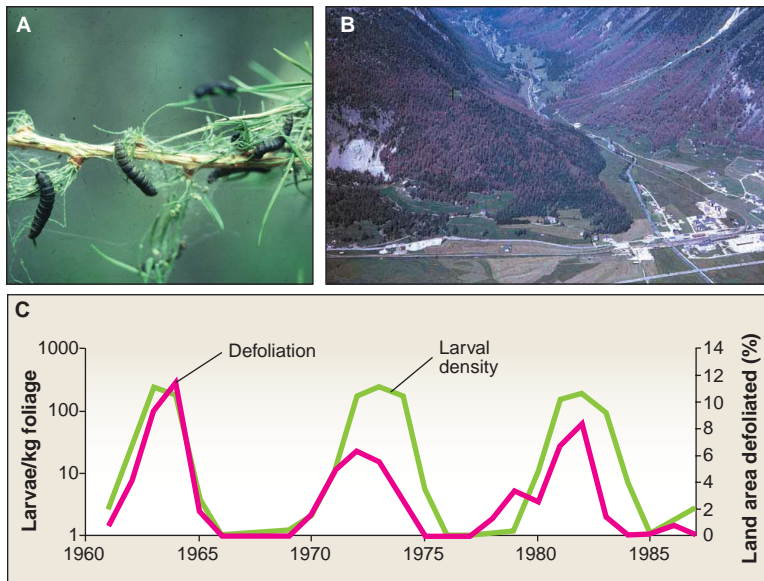 A
B
C
Defoliation
Larval
density
Larvae/kg foliage
1000
100
10
1
Land area defoliated (%)
14
12
10
8
6
4
2
0
1960
1965
1970
1975
1980
1985